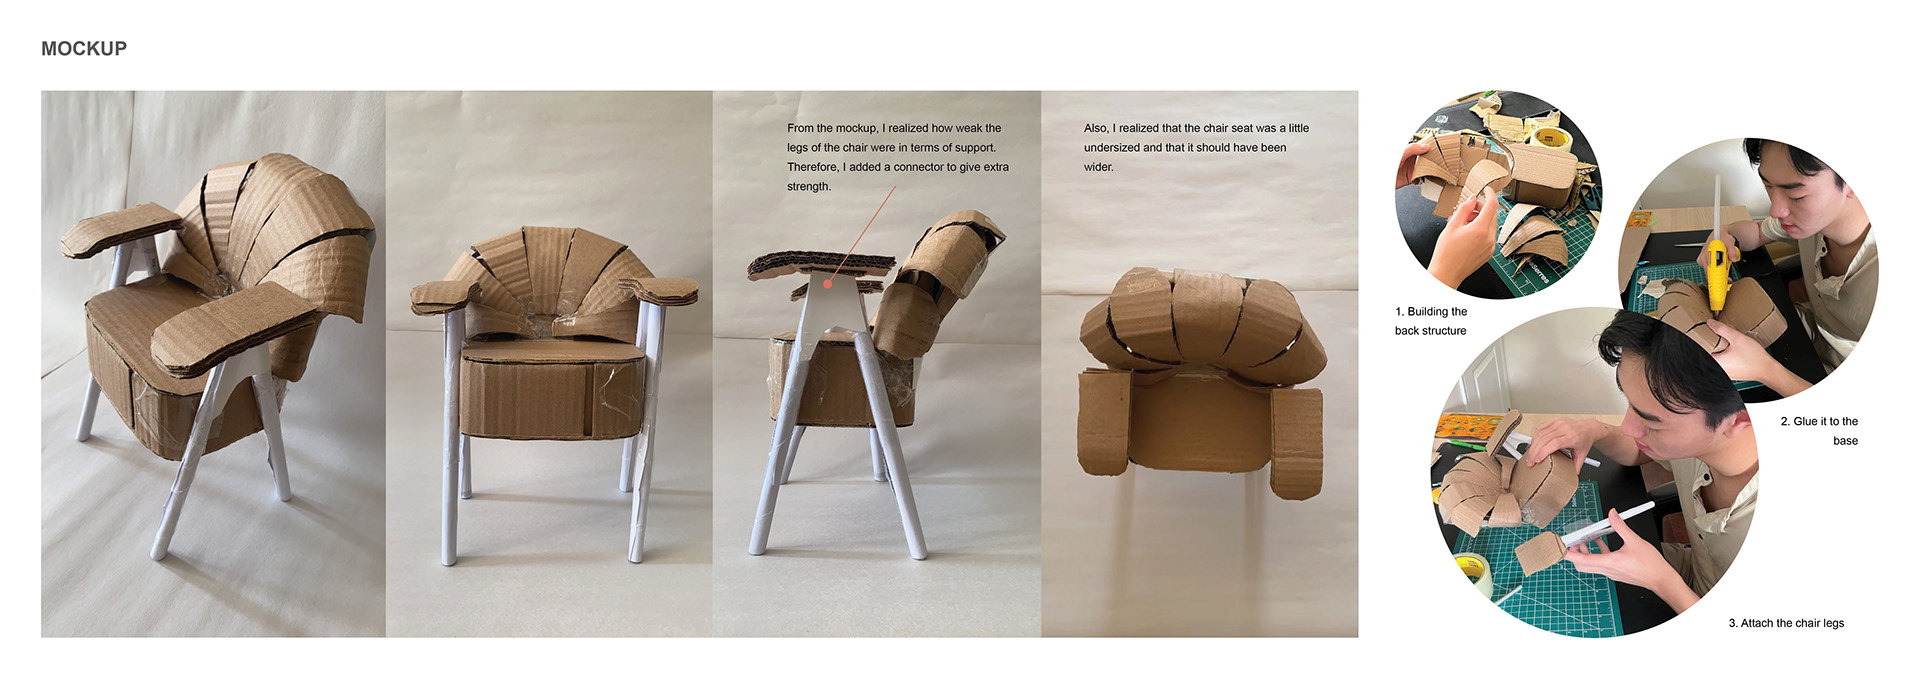 MOCKUP
From the mockup, I realized how weak the
legs of the chair were in terms of support.
Therefore, I added a connector to give extra
strength.
Also, I realized that the chair seat was a little
undersized and that it should have been
wider.
1. Building the
back structure
2. Glue it to the
base
3. Attach the chair legs